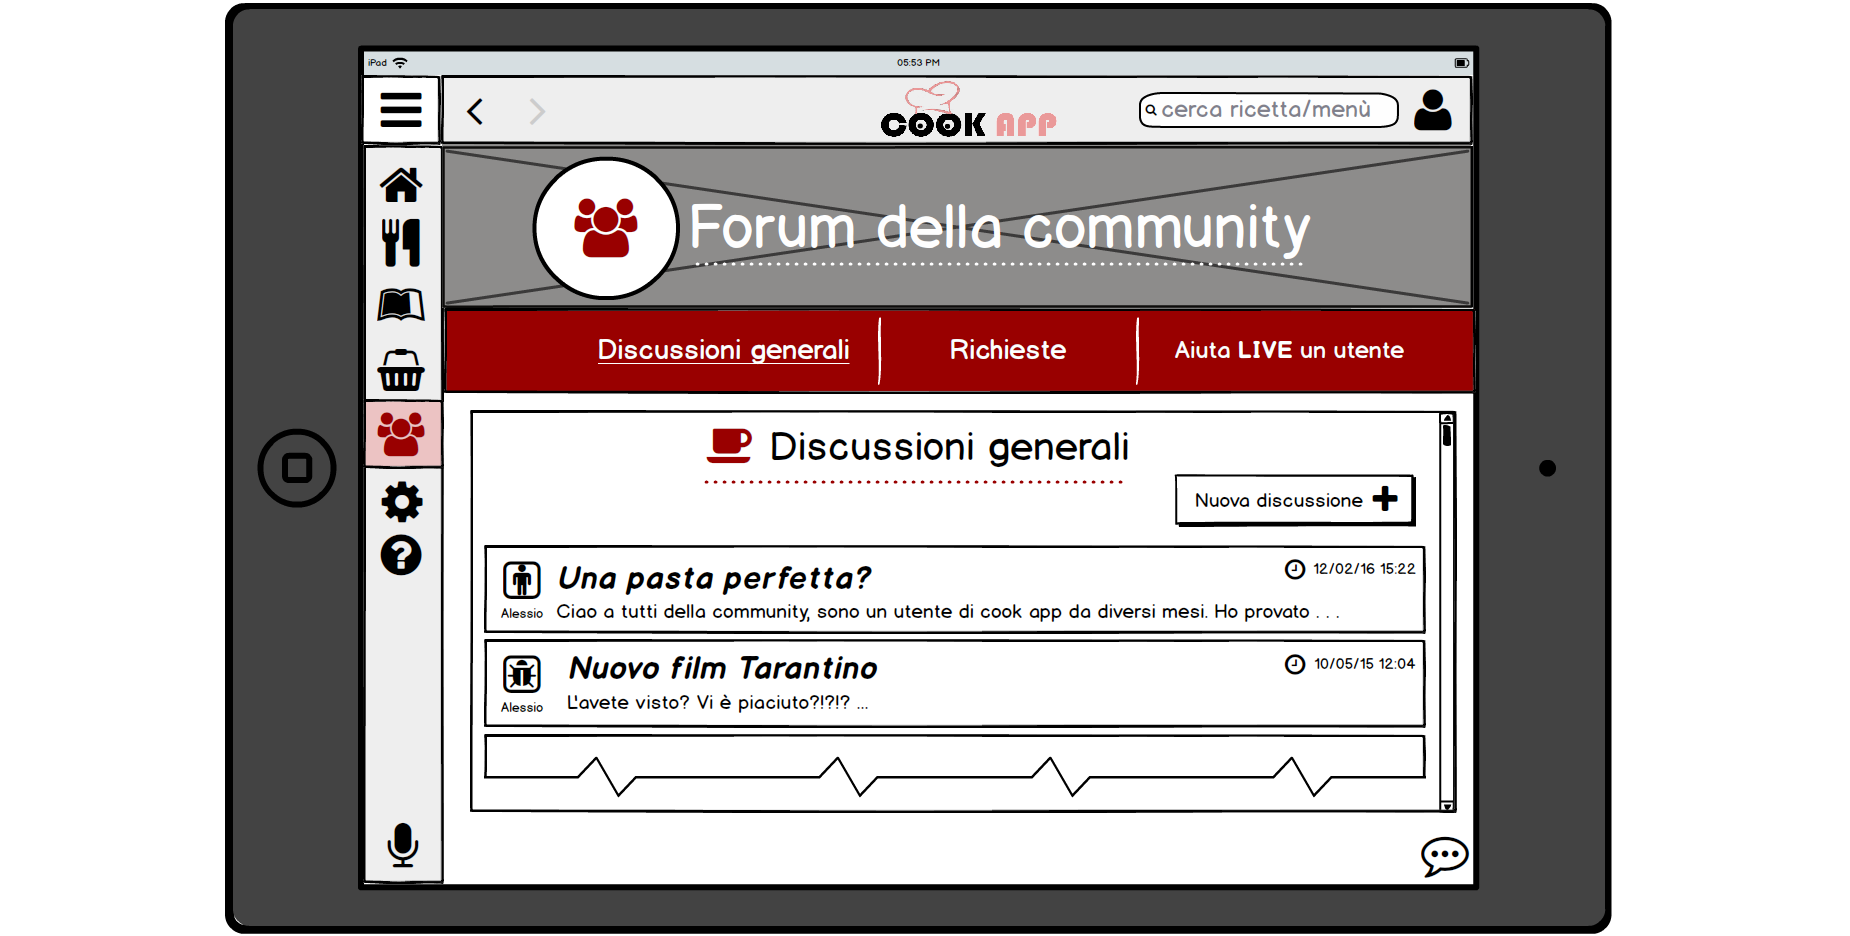 iPad
05:53 PM
COOK APP
cerca ricetta/menù
Forum della community
Discussioni generali
Richieste
Aiuta LIVE un utente
Discussioni generali
Nuova discussione
Una pasta perfetta?
12/02/16 15:22
Alessio
Ciao a tutti della community, sono un utente di cook app da diversi mesi. Ho provato . . .
Nuovo film Tarantino
10/05/15 12:04
Alessio
L'avete visto? Vi è piaciuto?!?!? ...